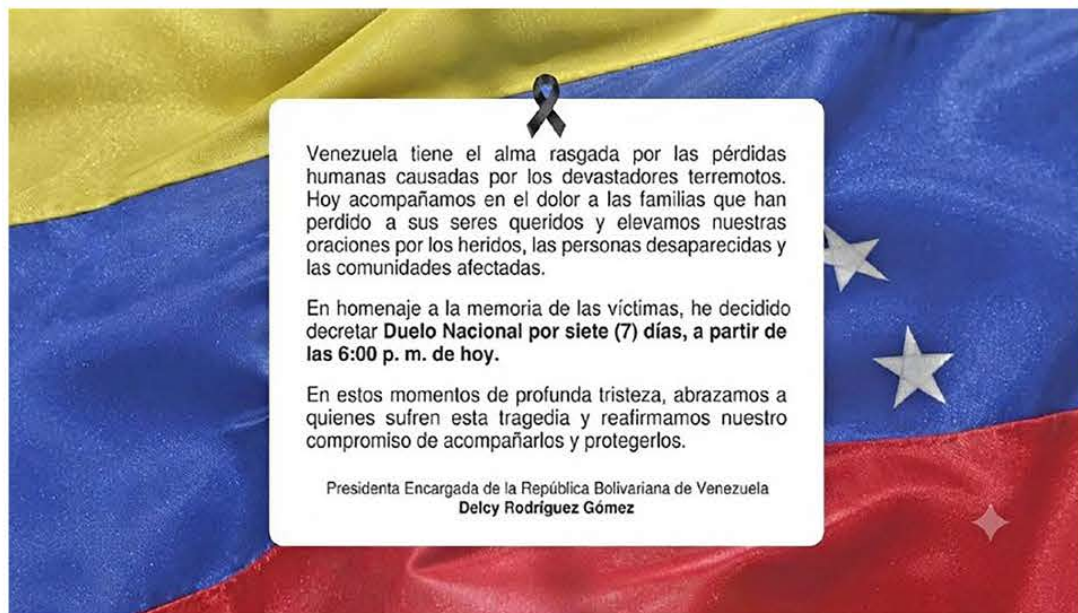 Venezuela tiene el alma rasgada por las pérdidas
humanas causadas por los devastadores terremotos.
Hoy acompañamos en el dolor a las familias que han
perdido a sus seres queridos y elevamos nuestras
oraciones por los heridos, las personas desaparecidas y
las comunidades afectadas.
En homenaje a la memoria de las víctimas, he decidido
decretar Duelo Nacional por siete (7) días, a partir de
las 6:00 p. m. de hoy.
En estos momentos de profunda tristeza, abrazamos a
quienes sufren esta tragedia y reafirmamos nuestro
compromiso de acompañarlos y protegerlos.
Presidenta Encargada de la República Bolivariana de Venezuela
Delcy Rodríguez Gómez